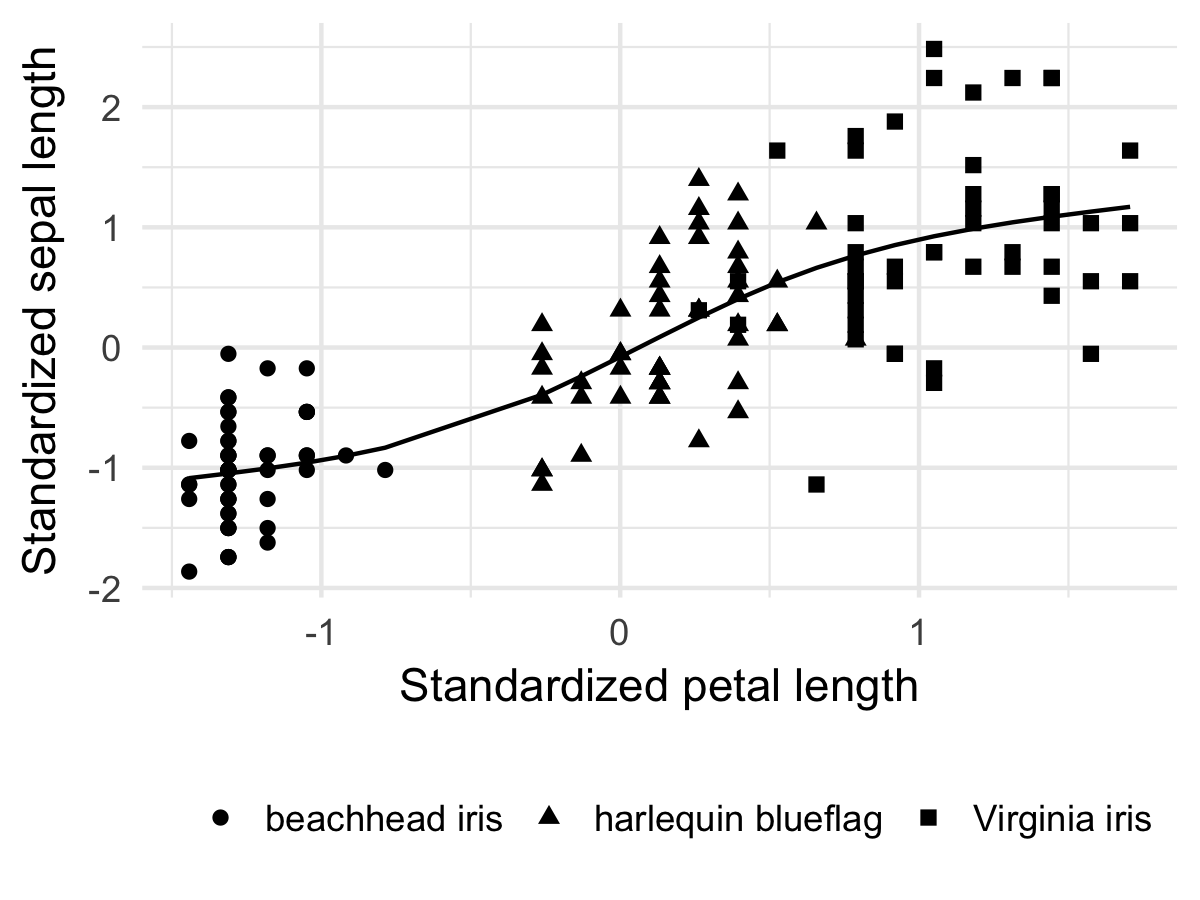 Standardized sepal length
2
1
0
-1
-2
-1 0 1
Standardized petal length
beachhead iris harlequin blueflag Virginia iris